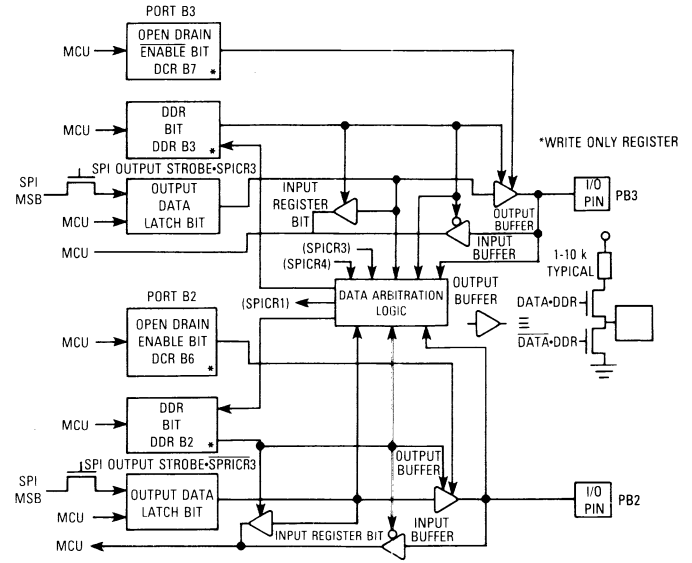 PORT B3
OPEN DRAIN
ENABLE BIT
DCR B7
*
MCU
DDR
BIT
DDR B3
*
MCU
*WRITE ONLY REGISTER
SPI OUTPUT STROBE•SPICR3
SPI
MSB
OUTPUT
DATA
LATCH BIT
MCU
MCU
INPUT
REGISTER
BIT
OUTPUT
BUFFER
INPUT
BUFFER
I/O
PIN
PB3
(SPICR3)
(SPICR4)
(SPICR1)
DATA ARBITRATION
LOGIC
OUTPUT
BUFFER
1-10 k
TYPICAL
DATA•DDR
DATA•DDR
PORT B2
OPEN DRAIN
ENABLE BIT
DCR B6
*
MCU
DDR
BIT
DDR B2
*
MCU
SPI OUTPUT STROBE•SPRICR3
SPI
MSB
OUTPUT DATA
LATCH BIT
MCU
MCU
OUTPUT
BUFFER
INPUT REGISTER BIT
INPUT
BUFFER
I/O
PIN
PB2